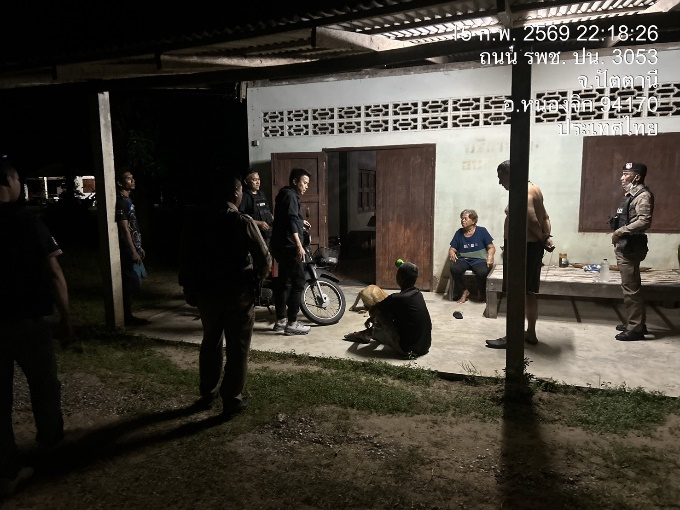 15 ก.พ. 2569 22:18:26
ถนน รพช. ปน. 3053
จ.ปัตตานี
อ.หนองจิก 94170
ประเทศไทย